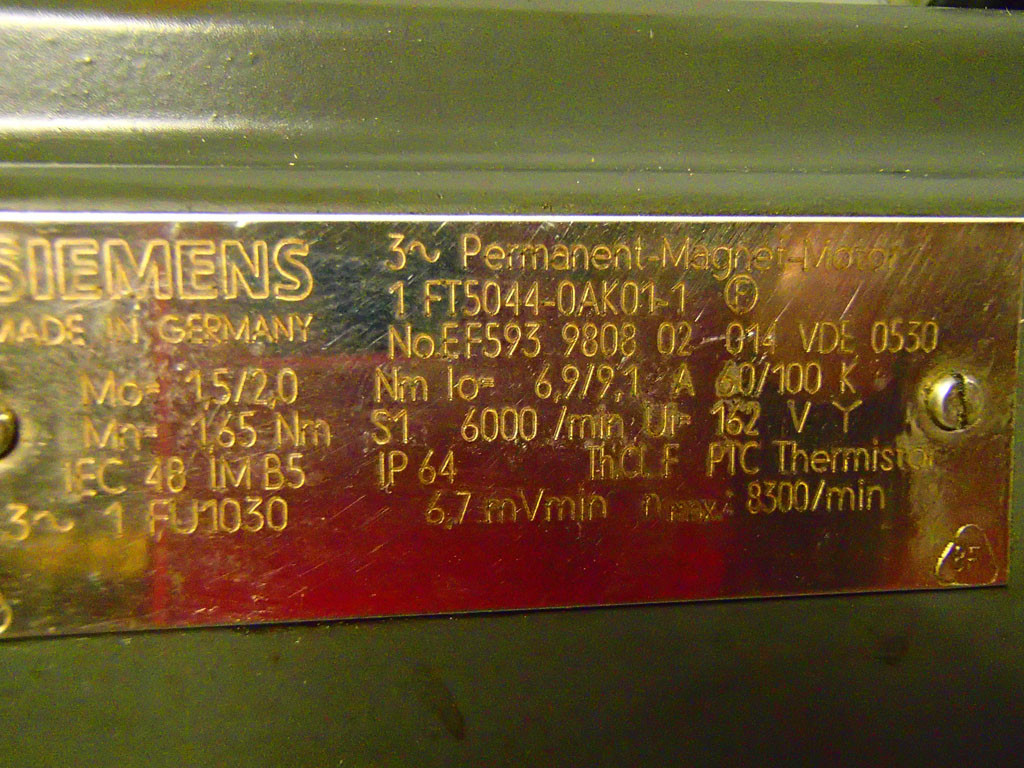 SIEMENS
MADE IN GERMANY
3~ Permanent-Magnet-Motor
1 FT5044-0AK01-1 F
No.EF593 9808 02 014 VDE 0530
Mo= 1,5/2,0 Nm Io= 6,9/9,1 A 60/100 K
Mn= 1,65 Nm S1 6000 /min Ui= 162 V Y
IEC 48 IM B5 IP 64 Th.Cl. F PTC Thermistor
3~ 1 FU1030 6,7 mVmin nmax.: 8300/min